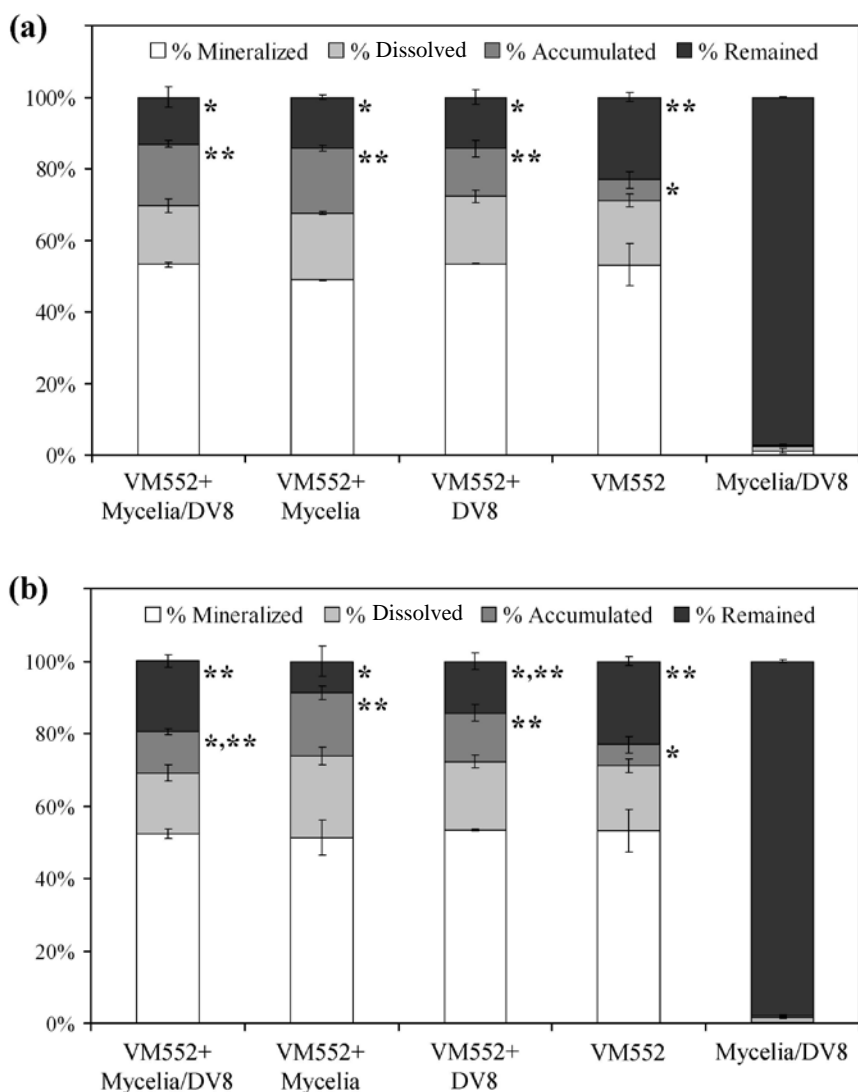 (a)
% Mineralized % Dissolved % Accumulated % Remained
100%
80%
60%
40%
20%
0%
* * * **
** ** ** *
VM552+ VM552+ VM552+ VM552 Mycelia/DV8
Mycelia/DV8 Mycelia DV8
(b)
% Mineralized % Dissolved % Accumulated % Remained
100%
80%
60%
40%
20%
0%
** * *,** **
*,** ** ** *
VM552+ VM552+ VM552+ VM552 Mycelia/DV8
Mycelia/DV8 Mycelia DV8